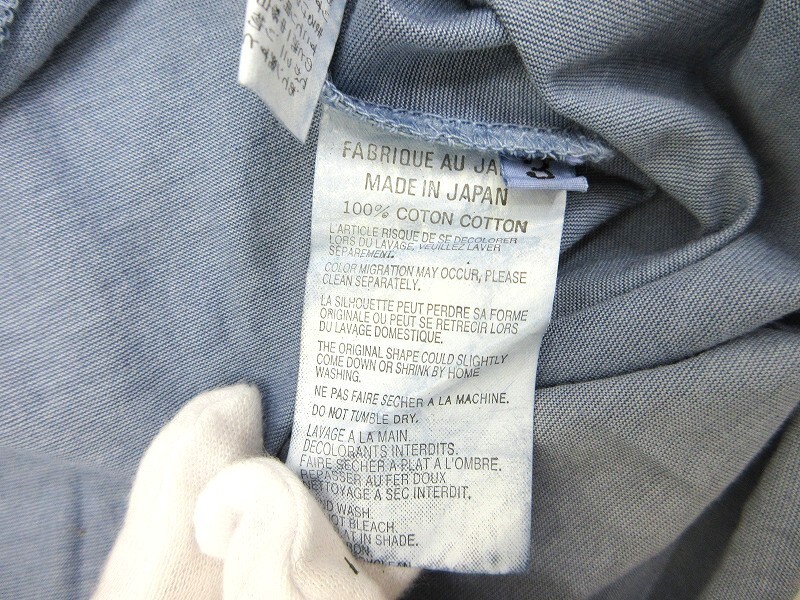 FABRIQUE AU
MADE IN JAPAN
100% COTON COTTON
L'ARTICLE RISQUE DE SE DECOLORER
LORS DU LAVAGE, VEUILLEZ LAVER
SEPAREMENT.
COLOR MIGRATION MAY OCCUR, PLEASE
CLEAN SEPARATELY.
LA SILHOUETTE PEUT PERDRE SA FORME
ORIGINALE OU PEUT SE RETRECIR LORS
DU LAVAGE DOMESTIQUE.
THE ORIGINAL SHAPE COULD SLIGHTLY
COME DOWN OR SHRINK BY HOME
WASHING.
NE PAS FAIRE SECHER A LA MACHINE.
DO NOT TUMBLE DRY.
LAVAGE A LA MAIN.
DECOLORANTS INTERDITS.
FAIRE SECHER A PLAT A L'OMBRE.
REPASSER AU FER DOUX
NETTOYAGE A SEC INTERDIT.
WASH.
BLEACH.
IN SHADE.